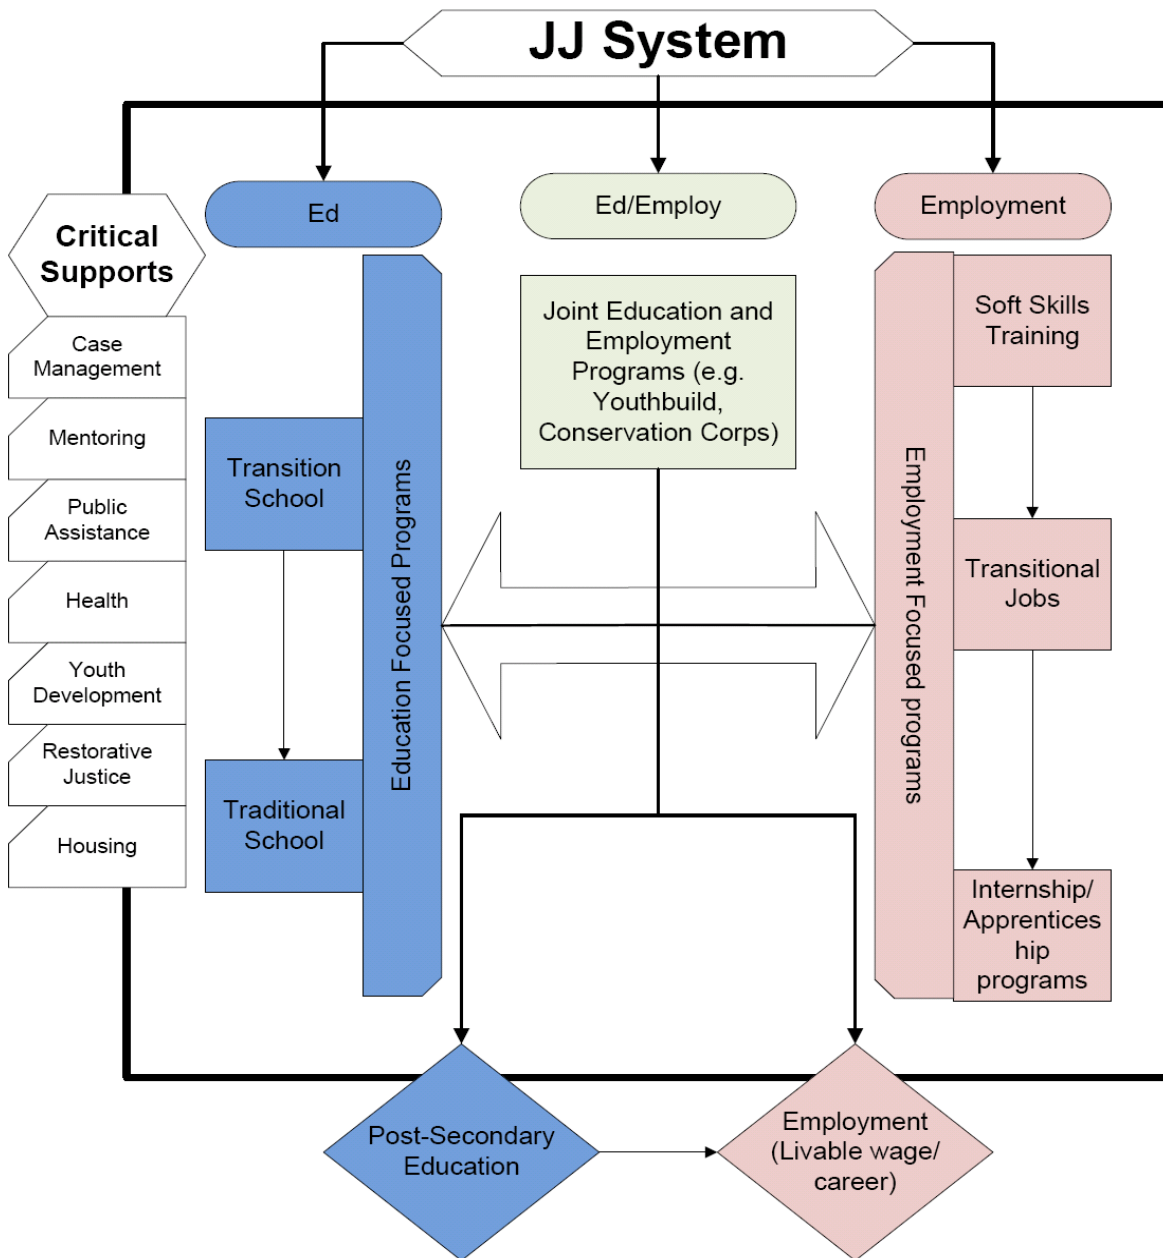 JJ System
Ed
Ed/Employ
Employment
Critical
Supports
Case
Management
Mentoring
Public
Assistance
Health
Youth
Development
Restorative
Justice
Housing
Transition
School
Traditional
School
Education Focused Programs
Joint Education and
Employment
Programs (e.g.
Youthbuild,
Conservation Corps)
Employment Focused programs
Soft Skills
Training
Transitional
Jobs
Internship/
Apprentices
hip
programs
Post-Secondary
Education
Employment
(Livable wage/
career)